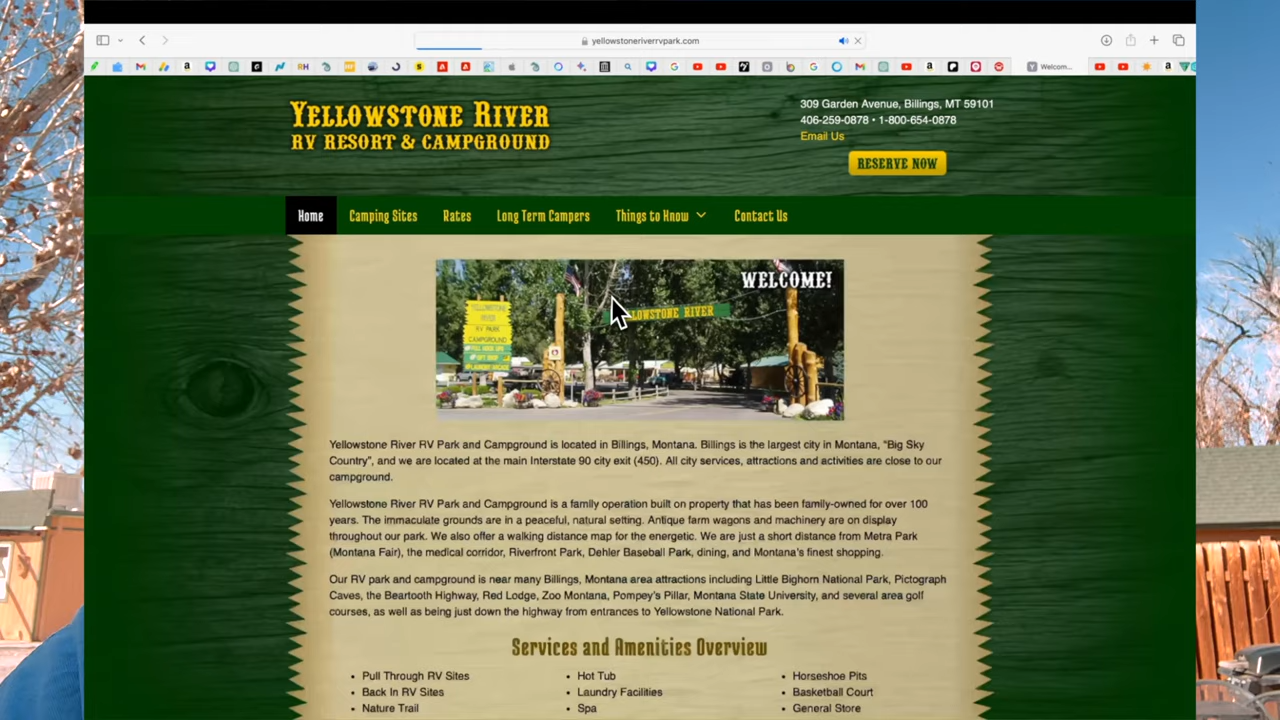 yellowstoneriverrvpark.com
Welcom...
YELLOWSTONE RIVER
RV RESORT & CAMPGROUND
309 Garden Avenue, Billings, MT 59101
406-259-0878 • 1-800-654-0878
Email Us
RESERVE NOW
Home
Camping Sites
Rates
Long Term Campers
Things to Know
Contact Us
WELCOME!
YELLOWSTONE
RIVER
RV PARK
CAMPGROUND
LLOWSTONE RIVER
Yellowstone River RV Park and Campground is located in Billings, Montana. Billings is the largest city in Montana, “Big Sky
Country”, and we are located at the main Interstate 90 city exit (450). All city services, attractions and activities are close to our
campground.
Yellowstone River RV Park and Campground is a family operation built on property that has been family-owned for over 100
years. The immaculate grounds are in a peaceful, natural setting. Antique farm wagons and machinery are on display
throughout our park. We also offer a walking distance map for the energetic. We are just a short distance from Metra Park
(Montana Fair), the medical corridor, Riverfront Park, Dehler Baseball Park, dining, and Montana’s finest shopping.
Our RV park and campground is near many Billings, Montana area attractions including Little Bighorn National Park, Pictograph
Caves, the Beartooth Highway, Red Lodge, Zoo Montana, Pompey’s Pillar, Montana State University, and several area golf
courses, as well as being just down the highway from entrances to Yellowstone National Park.
Services and Amenities Overview
• Pull Through RV Sites
• Back In RV Sites
• Nature Trail
• Hot Tub
• Laundry Facilities
• Spa
• Horseshoe Pits
• Basketball Court
• General Store